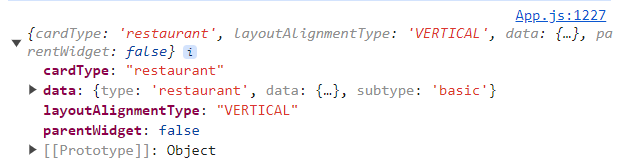 App.js:1227
{cardType: 'restaurant', layoutAlignmentType: 'VERTICAL', data: {…}, pa
rentWidget: false} i
cardType: "restaurant"
data: {type: 'restaurant', data: {…}, subtype: 'basic'}
layoutAlignmentType: "VERTICAL"
parentWidget: false
[[Prototype]]: Object